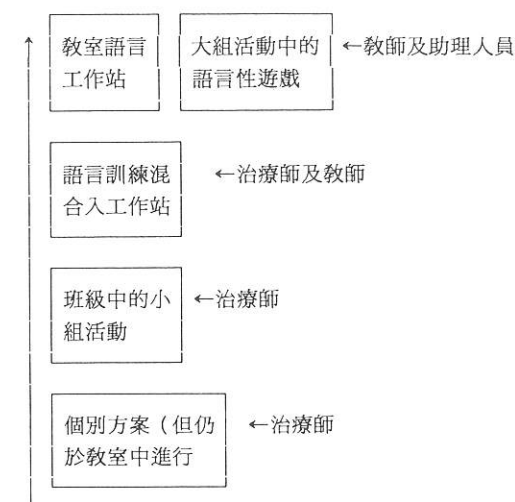 教室語言
工作站
大組活動中的
語言性遊戲
←教師及助理人員
語言訓練混
合入工作站
←治療師及教師
班級中的小
組活動
←治療師
個別方案（但仍
於教室中進行
←治療師